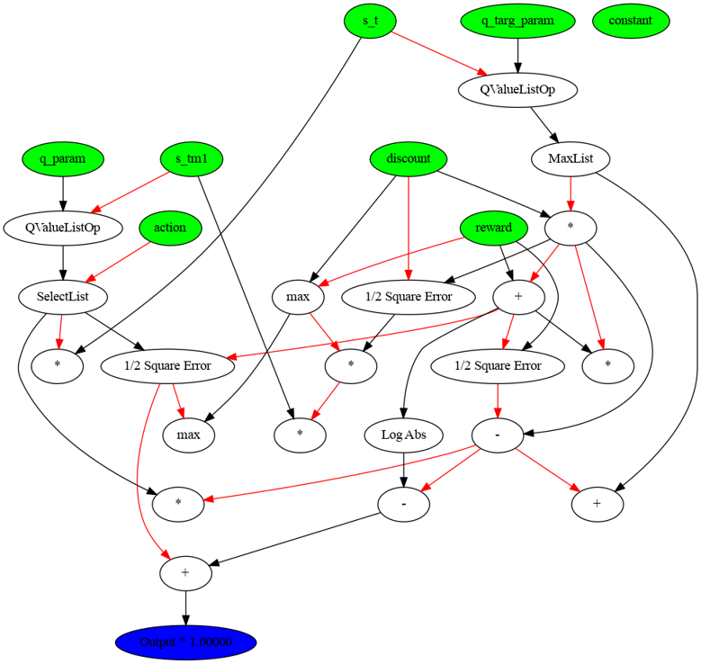 s_t
q_targ_param
constant
QValueListOp
q_param
s_tm1
discount
MaxList
QValueListOp
action
reward
*
SelectList
max
1/2 Square Error
+
*
1/2 Square Error
*
1/2 Square Error
*
max
*
Log Abs
-
*
-
+
+
Output * 1.00000